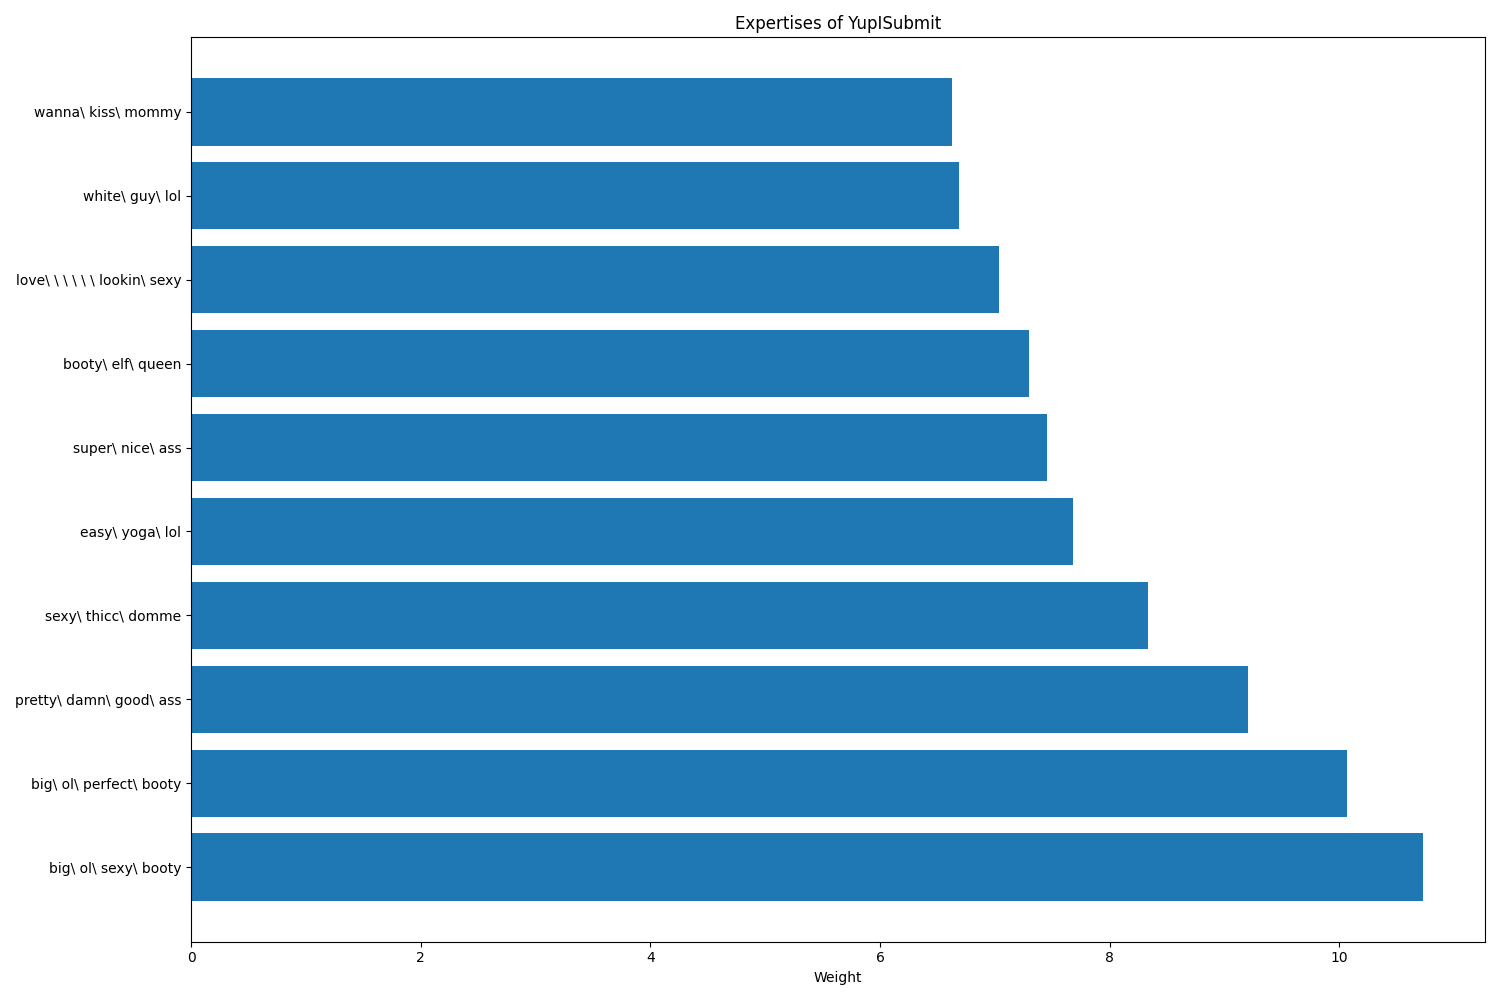 Expertises of YupISubmit
wanna\ kiss\ mommy
white\ guy\ lol
love\ \ \ \ \ \ lookin\ sexy
booty\ elf\ queen
super\ nice\ ass
easy\ yoga\ lol
sexy\ thicc\ domme
pretty\ damn\ good\ ass
big\ ol\ perfect\ booty
big\ ol\ sexy\ booty
0 2 4 6 8 10
Weight